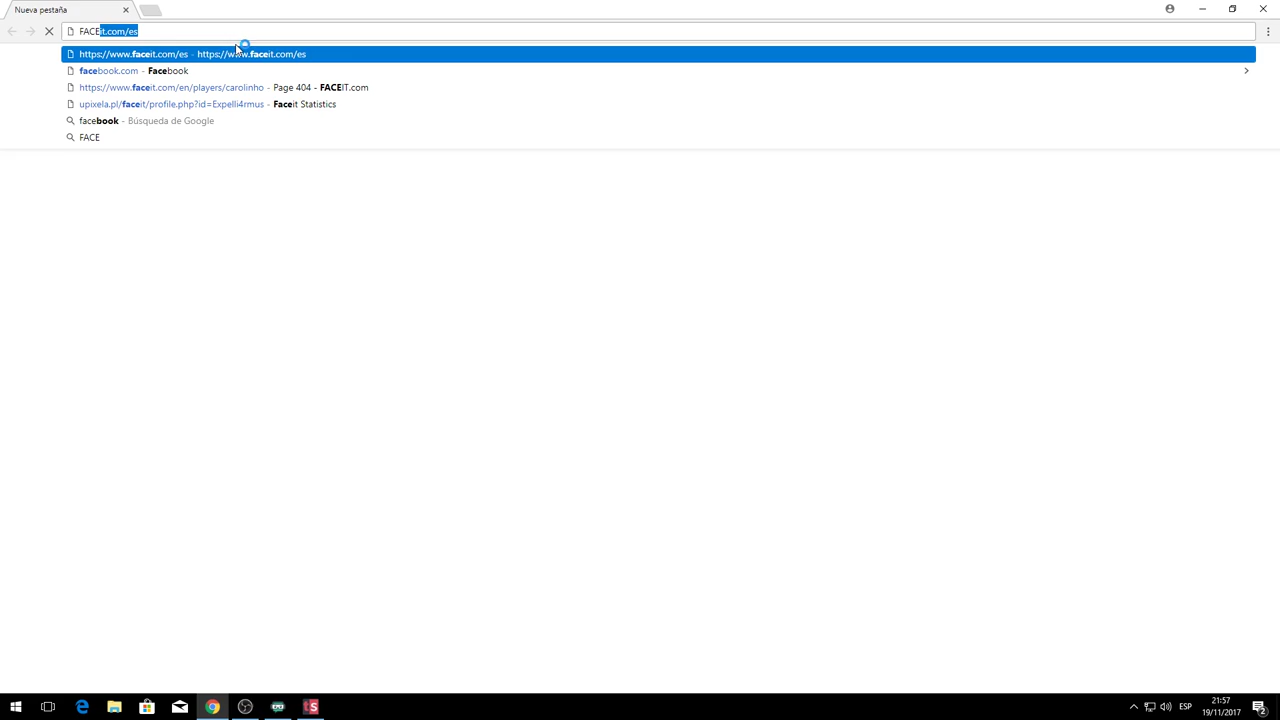 Nueva pestaña
FACEit.com/es
https://www.faceit.com/es - https://www.faceit.com/es
facebook.com - Facebook
https://www.faceit.com/en/players/carolinho - Page 404 - FACEIT.com
upixela.pl/faceit/profile.php?id=Expelli4rmus - Faceit Statistics
facebook - Búsqueda de Google
FACE
ESP
21:57
19/11/2017
2